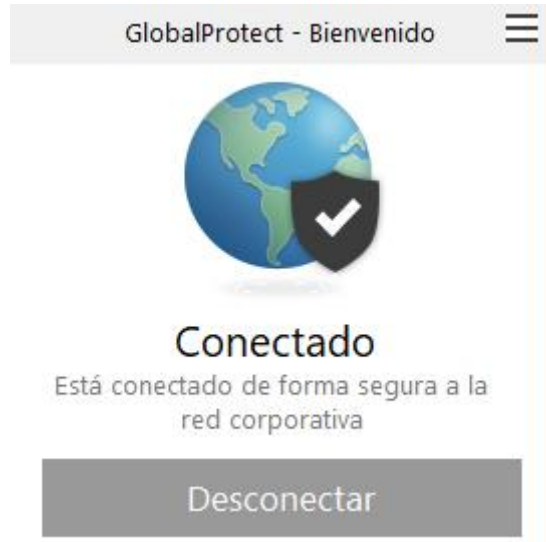 GlobalProtect - Bienvenido
Conectado
Está conectado de forma segura a la
red corporativa
Desconectar